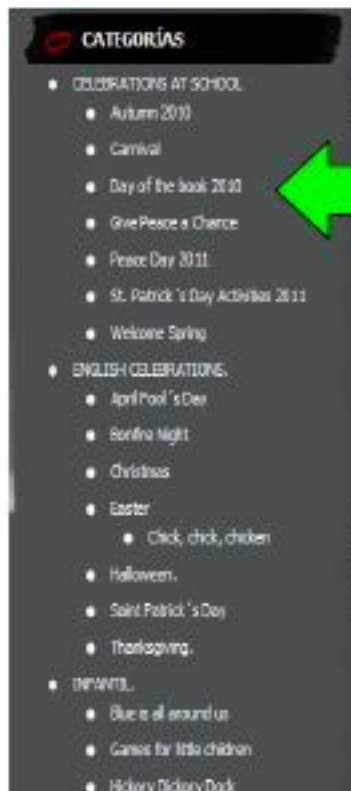 CATEGORÍAS
CELEBRATIONS AT SCHOOL
Autumn 2010
Carnival
Day of the book 2010
Give Peace a Chance
Peace Day 2011
St. Patrick´s Day Activities 2011
Welcome Spring
ENGLISH CELEBRATIONS.
April Fool´s Day
Bonfire Night
Christmas
Easter
Chick, chick, chicken
Halloween.
Saint Patrick´s Day
Thanksgiving.
INFANTIL.
Blue is all around us
Games for little children
Hickory Dickory Dock